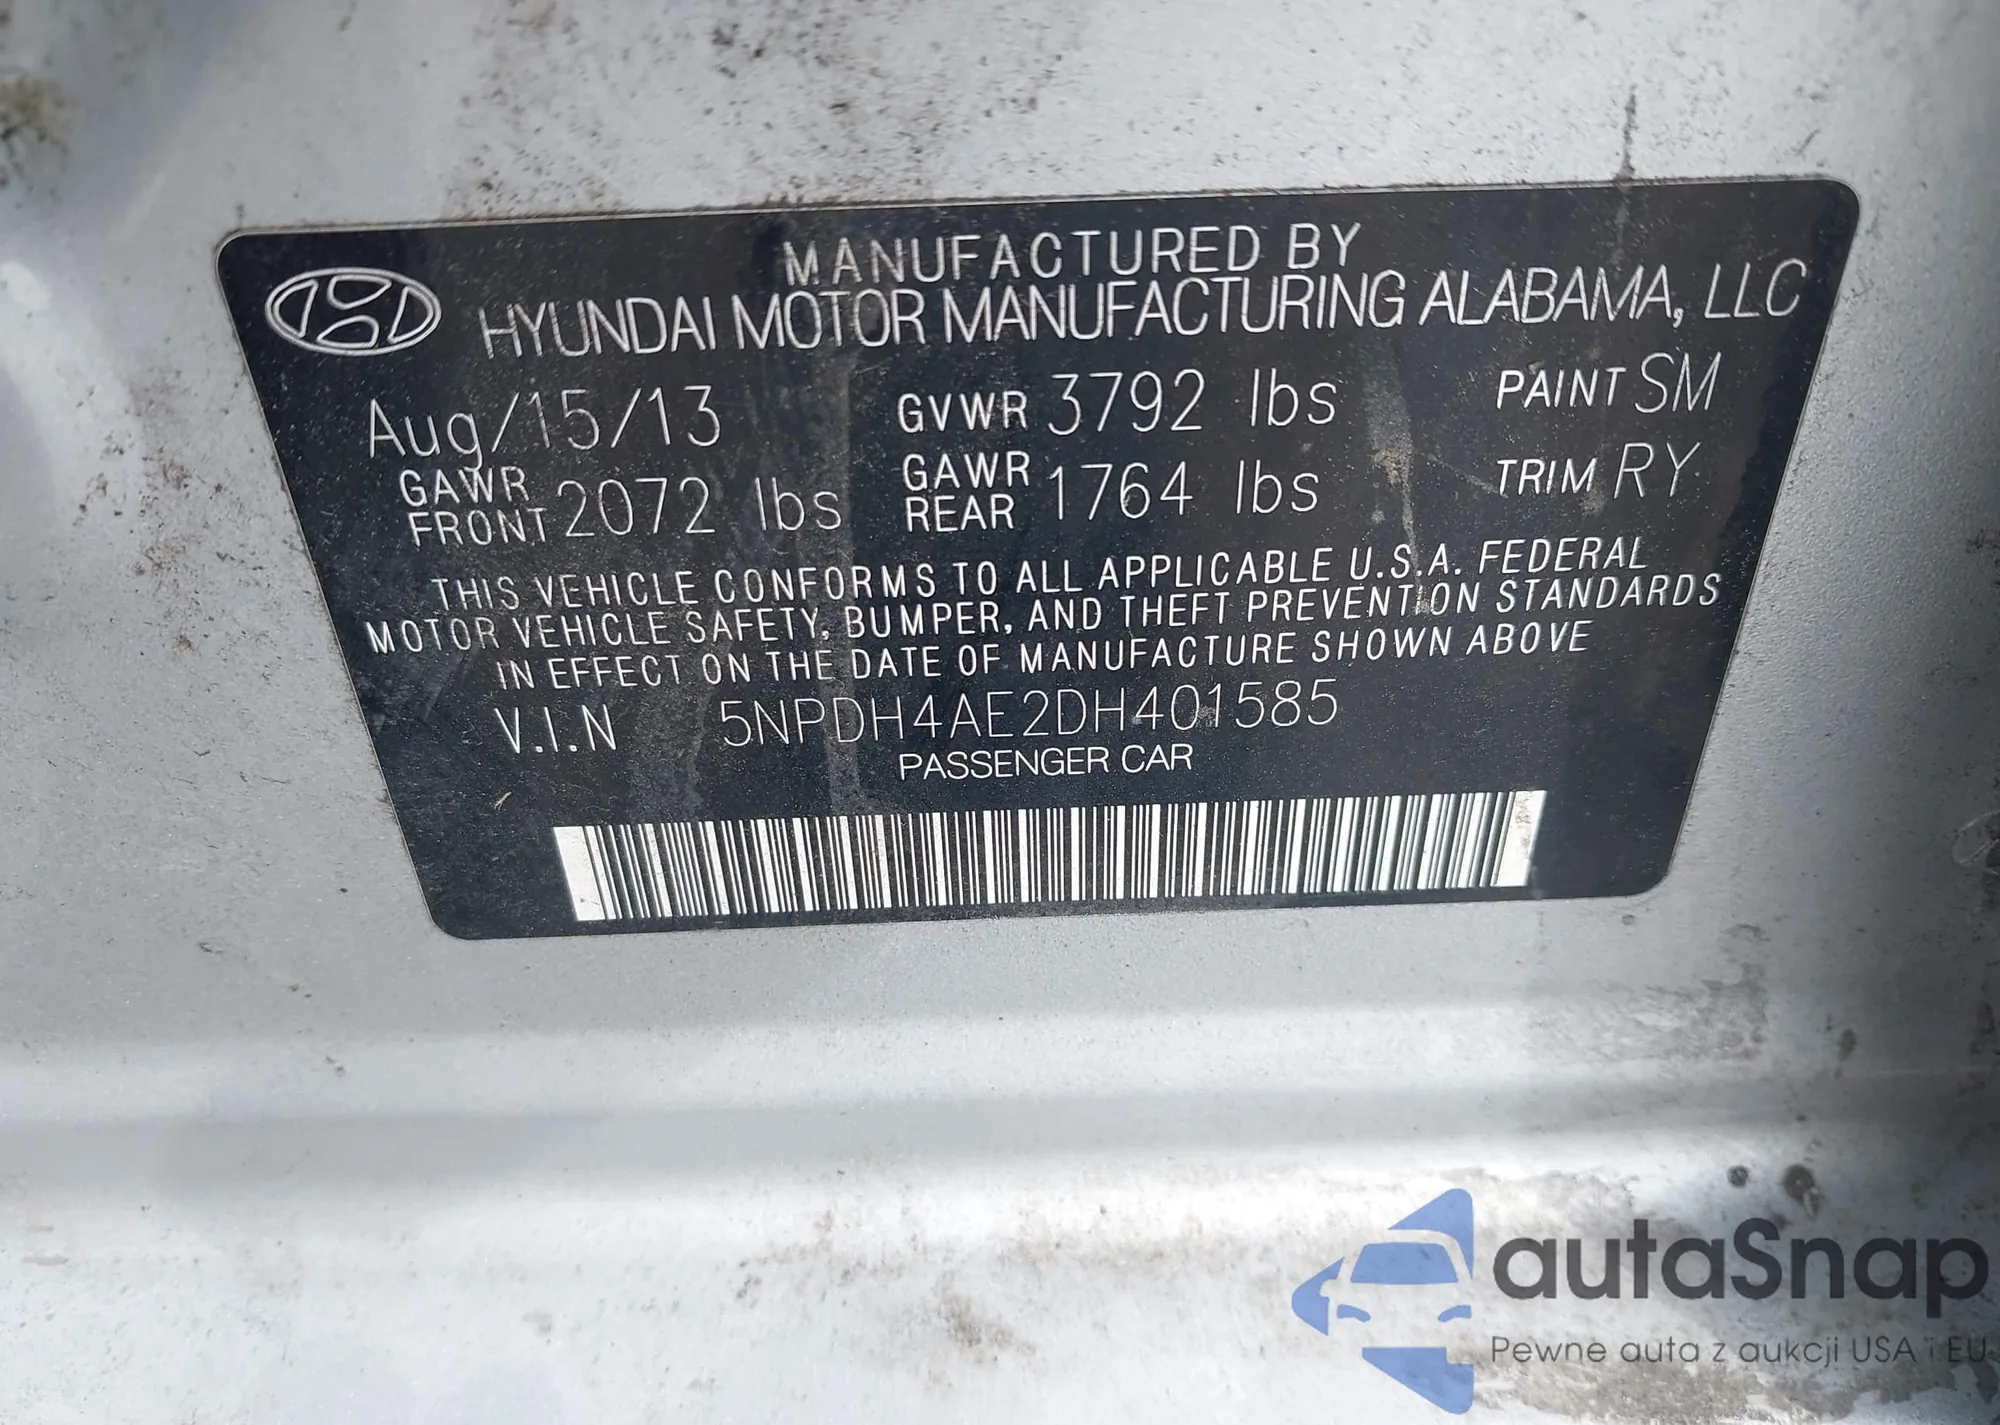 MANUFACTURED BY
HYUNDAI MOTOR MANUFACTURING ALABAMA, LLC
Aug/15/13 GVWR 3792 lbs PAINT SM
GAWR FRONT 2072 lbs GAWR REAR 1764 lbs TRIM RY
THIS VEHICLE CONFORMS TO ALL APPLICABLE U.S.A. FEDERAL
MOTOR VEHICLE SAFETY, BUMPER, AND THEFT PREVENTION STANDARDS
IN EFFECT ON THE DATE OF MANUFACTURE SHOWN ABOVE
V.I.N 5NPDH4AE2DH401585
PASSENGER CAR
autaSnap
Pewne auta z aukcji USA i EU